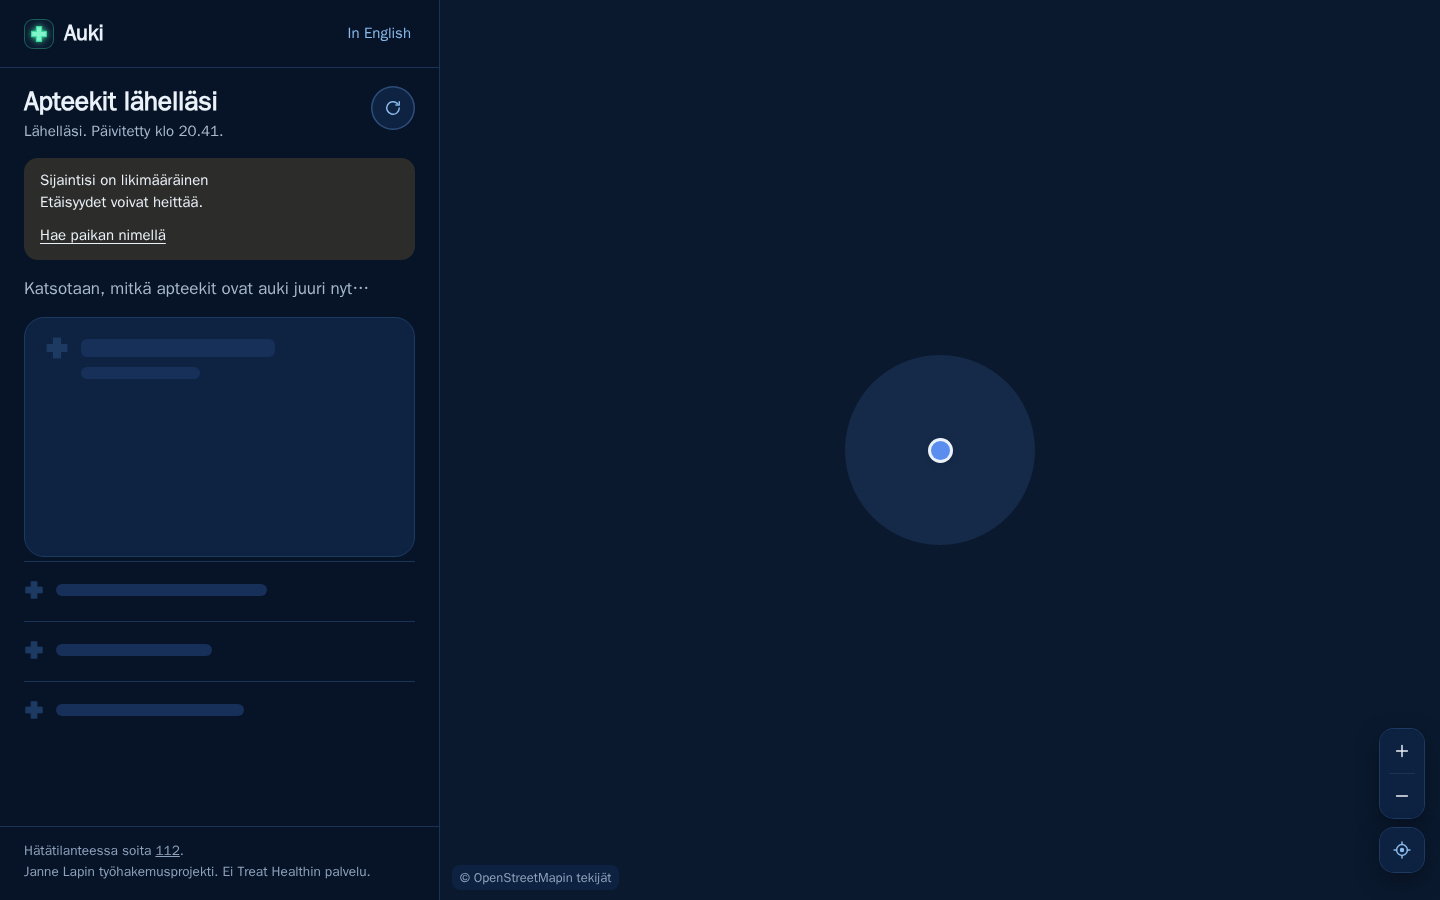 Auki
In English
Apteekit lähelläsi
Lähelläsi. Päivitetty klo 20.41.
Sijaintisi on likimääräinen
Etäisyydet voivat heittää.
Hae paikan nimellä
Katsotaan, mitkä apteekit ovat auki juuri nyt…
Hätätilanteessa soita 112.
Janne Lapin työhakemusprojekti. Ei Treat Healthin palvelu.
© OpenStreetMapin tekijät